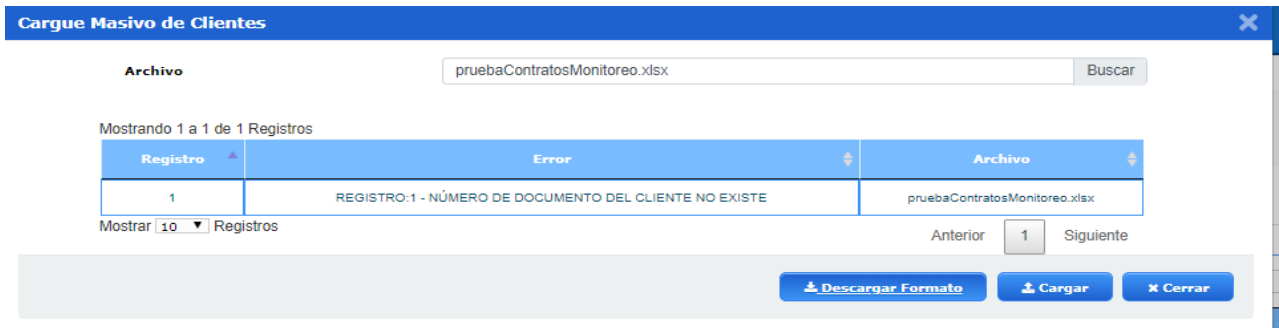 Cargue Masivo de Clientes
Archivo pruebaContratosMonitoreo.xlsx Buscar
Mostrando 1 a 1 de 1 Registros
Registro Error Archivo
1 REGISTRO:1 - NÚMERO DE DOCUMENTO DEL CLIENTE NO EXISTE pruebaContratosMonitoreo.xlsx
Mostrar 10 Registros
Anterior 1 Siguiente
Descargar Formato Cargar Cerrar